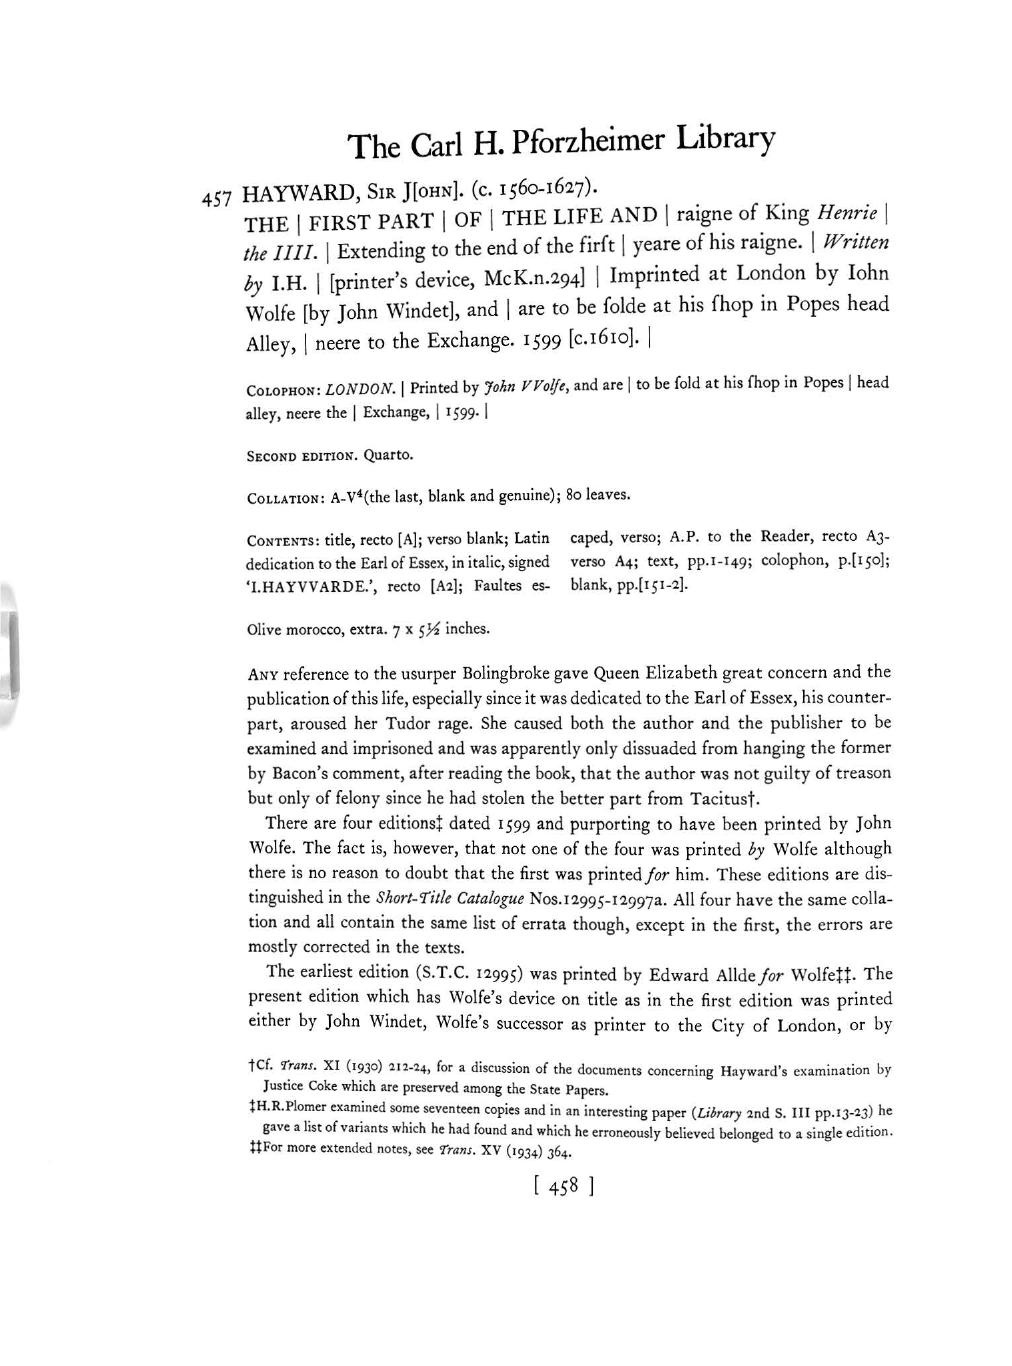 The Carl H. Pforzheimer Library
457 HAYWARD, SIR J[OHN]. (c. 1560-1627).
THE | FIRST PART | OF | THE LIFE AND | raigne of King Henrie |
the IIII. | Extending to the end of the firſt | yeare of his raigne. | Written
by I.H. | [printer's device, McK.n.294] | Imprinted at London by Iohn
Wolfe [by John Windet], and | are to be ſolde at his ſhop in Popes head
Alley, | neere to the Exchange. 1599 [c.1610]. |
COLOPHON: LONDON. | Printed by John VVolfe, and are | to be ſold at his ſhop in Popes | head
alley, neere the | Exchange, | 1599. |
SECOND EDITION. Quarto.
COLLATION: A-V⁴(the last, blank and genuine); 80 leaves.
CONTENTS: title, recto [A]; verso blank; Latin
dedication to the Earl of Essex, in italic, signed
'I.HAYVVARDE.', recto [A2]; Faultes es-
caped, verso; A.P. to the Reader, recto A3-
verso A4; text, pp.1-149; colophon, p.[150];
blank, pp.[151-2].
Olive morocco, extra. 7 x 5½ inches.
ANY reference to the usurper Bolingbroke gave Queen Elizabeth great concern and the
publication of this life, especially since it was dedicated to the Earl of Essex, his counter-
part, aroused her Tudor rage. She caused both the author and the publisher to be
examined and imprisoned and was apparently only dissuaded from hanging the former
by Bacon's comment, after reading the book, that the author was not guilty of treason
but only of felony since he had stolen the better part from Tacitus†.
There are four editions‡ dated 1599 and purporting to have been printed by John
Wolfe. The fact is, however, that not one of the four was printed by Wolfe although
there is no reason to doubt that the first was printed for him. These editions are dis-
tinguished in the Short-Title Catalogue Nos.12995-12997a. All four have the same colla-
tion and all contain the same list of errata though, except in the first, the errors are
mostly corrected in the texts.
The earliest edition (S.T.C. 12995) was printed by Edward Allde for Wolfe‡‡. The
present edition which has Wolfe's device on title as in the first edition was printed
either by John Windet, Wolfe's successor as printer to the City of London, or by
†Cf. Trans. XI (1930) 212-24, for a discussion of the documents concerning Hayward's examination by
Justice Coke which are preserved among the State Papers.
‡H.R.Plomer examined some seventeen copies and in an interesting paper (Library 2nd S. III pp.13-23) he
gave a list of variants which he had found and which he erroneously believed belonged to a single edition.
‡‡For more extended notes, see Trans. XV (1934) 364.
[ 458 ]